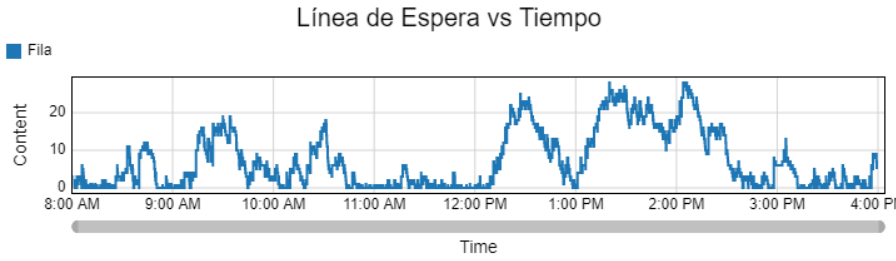 Línea de Espera vs Tiempo
Fila
Content
20
10
0
8:00 AM 9:00 AM 10:00 AM 11:00 AM 12:00 PM 1:00 PM 2:00 PM 3:00 PM 4:00 P
Time